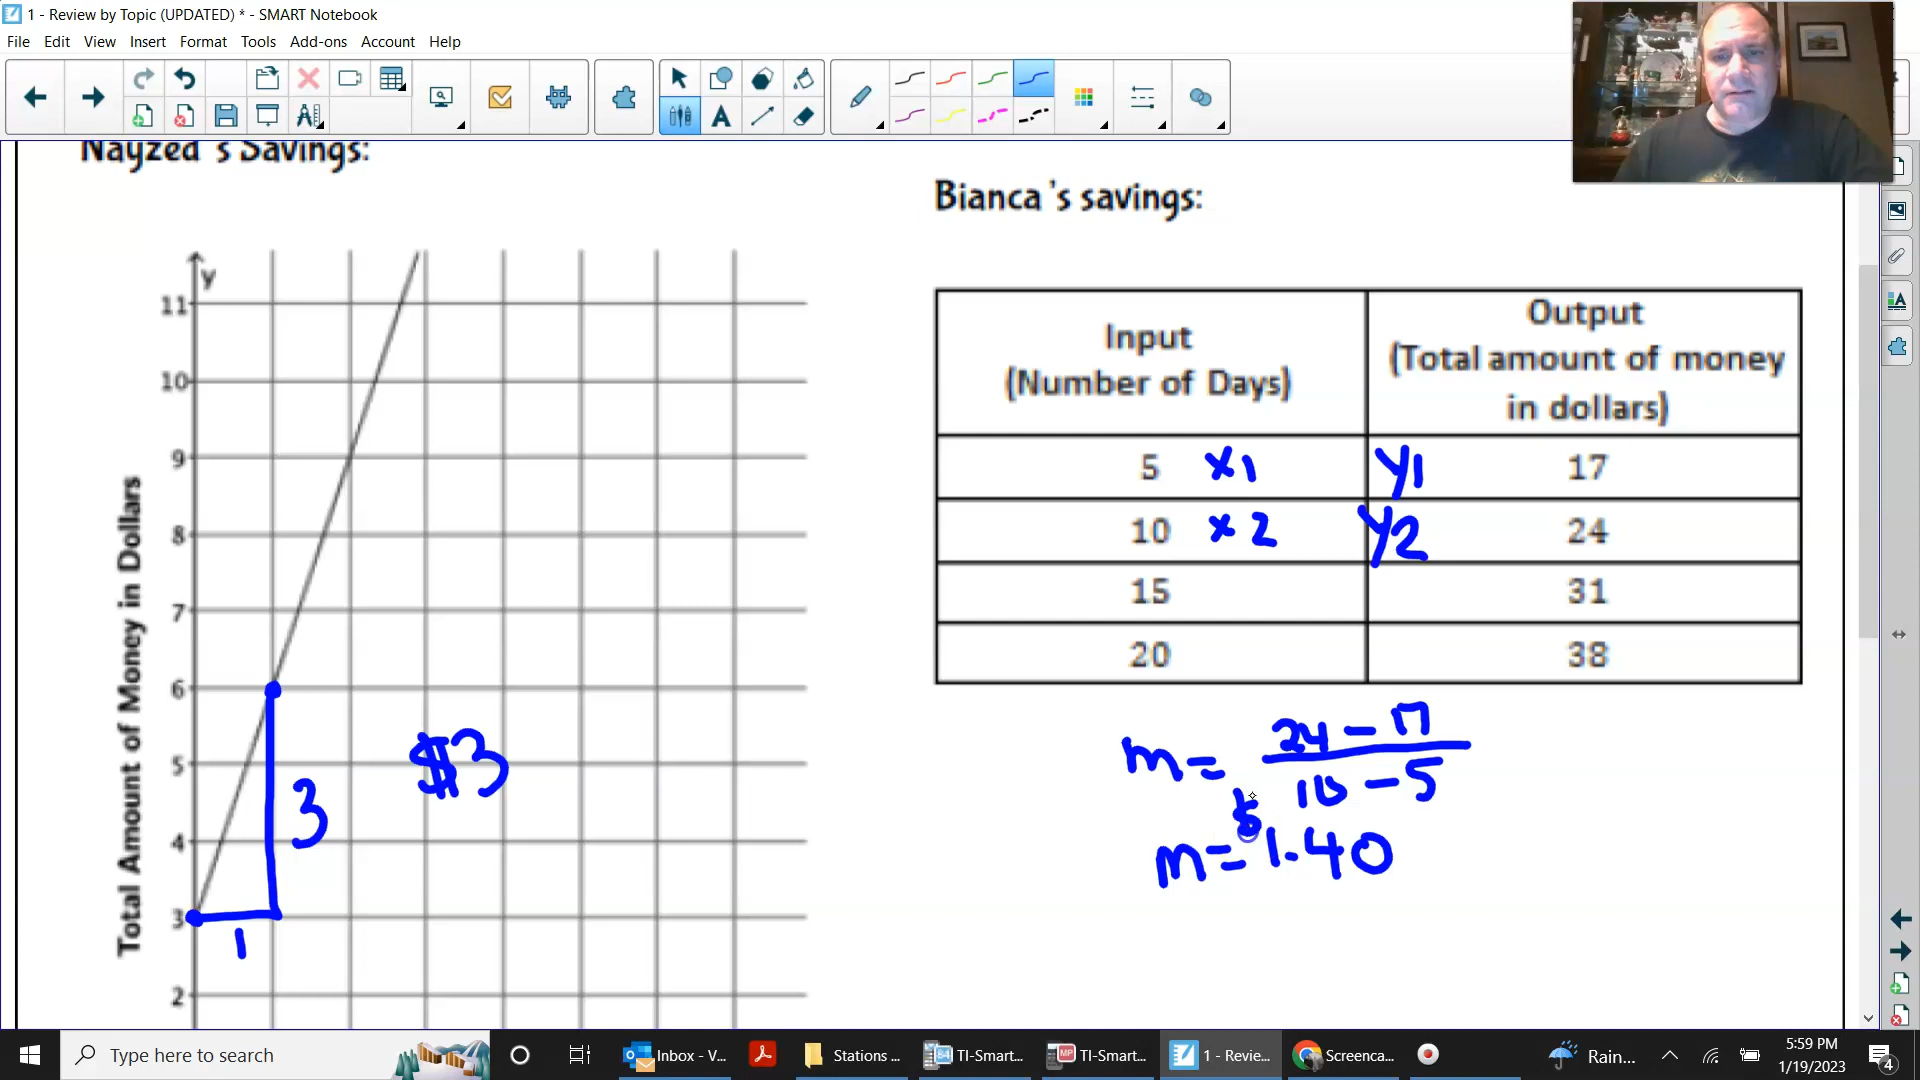 1 - Review by Topic (UPDATED) * - SMART Notebook
File Edit View Insert Format Tools Add-ons Account Help
Nayzed's Savings:
Bianca's savings:
y
11
10
9
8
7
6
5
4
3
2
Total Amount of Money in Dollars
3
1
$3
Input (Number of Days) Output (Total amount of money in dollars)
5 x1 y1 17
10 x2 y2 24
15 31
20 38
m= 24-17
10-5
m= $1.40
Type here to search
Inbox - V...
Stations ...
TI-Smart...
TI-Smart...
1 - Revie...
Screenca...
Rain...
5:59 PM
1/19/2023
4